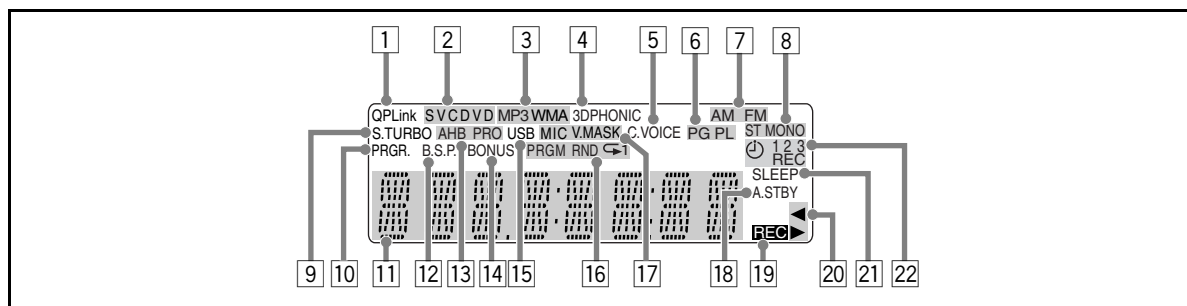 1 2 3 4 5 6 7 8
QPLink SVCDVD MP3 WMA 3DPHONIC AM FM
S.TURBO AHB PRO USB MIC V.MASK C.VOICE PG PL ST MONO
PRGR. B.S.P. BONUS PRGM RND 1 1 2 3
REC
SLEEP
A.STBY
REC
9 10 11 12 13 14 15 16 17 18 19 20 21 22